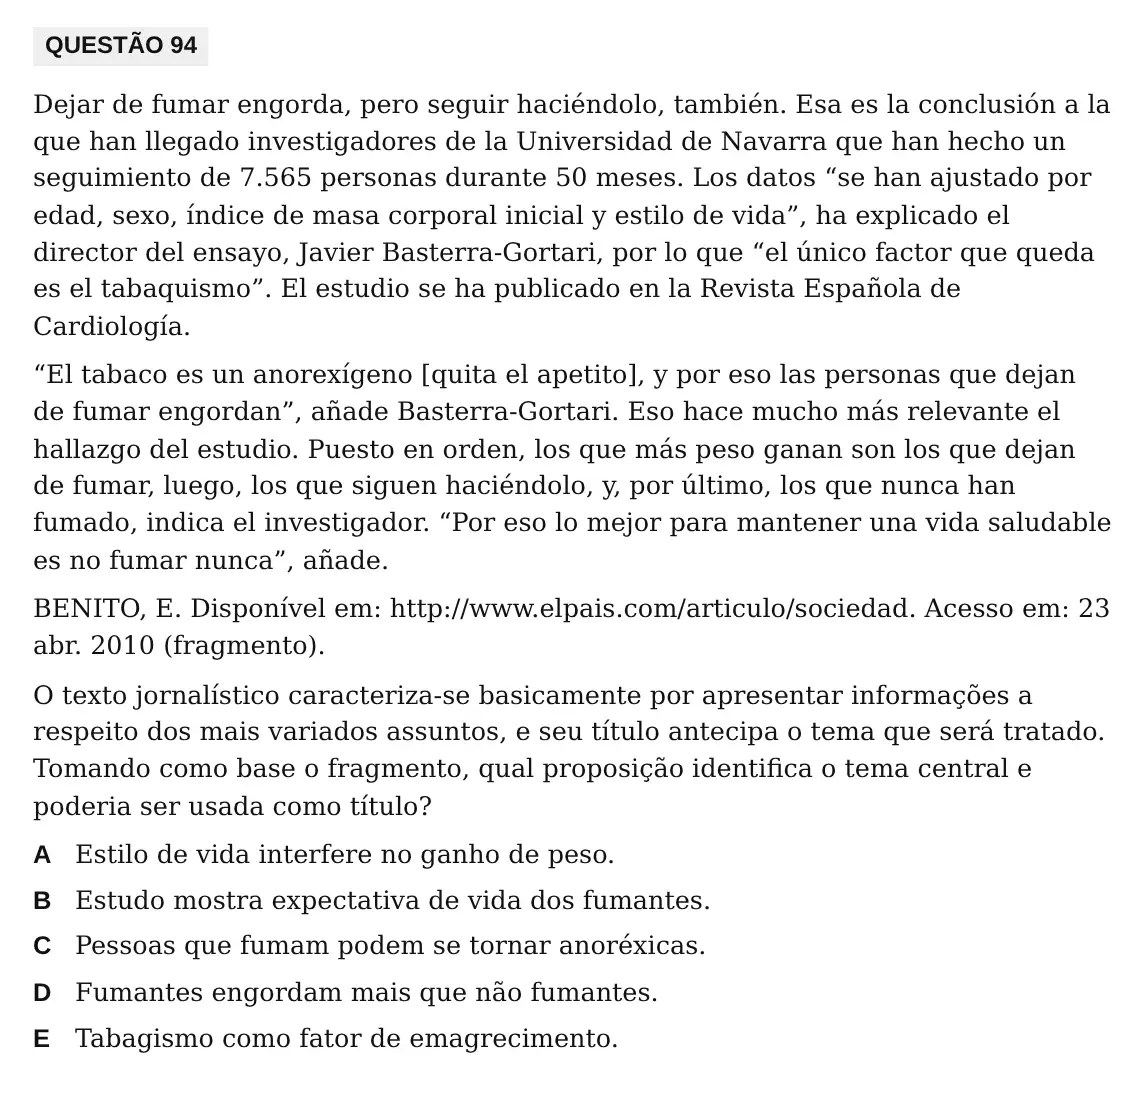 QUESTÃO 94
Dejar de fumar engorda, pero seguir haciéndolo, también. Esa es la conclusión a la
que han llegado investigadores de la Universidad de Navarra que han hecho un
seguimiento de 7.565 personas durante 50 meses. Los datos “se han ajustado por
edad, sexo, índice de masa corporal inicial y estilo de vida”, ha explicado el
director del ensayo, Javier Basterra-Gortari, por lo que “el único factor que queda
es el tabaquismo”. El estudio se ha publicado en la Revista Española de
Cardiología.
“El tabaco es un anorexígeno [quita el apetito], y por eso las personas que dejan
de fumar engordan”, añade Basterra-Gortari. Eso hace mucho más relevante el
hallazgo del estudio. Puesto en orden, los que más peso ganan son los que dejan
de fumar, luego, los que siguen haciéndolo, y, por último, los que nunca han
fumado, indica el investigador. “Por eso lo mejor para mantener una vida saludable
es no fumar nunca”, añade.
BENITO, E. Disponível em: http://www.elpais.com/articulo/sociedad. Acesso em: 23
abr. 2010 (fragmento).
O texto jornalístico caracteriza-se basicamente por apresentar informações a
respeito dos mais variados assuntos, e seu título antecipa o tema que será tratado.
Tomando como base o fragmento, qual proposição identifica o tema central e
poderia ser usada como título?
A Estilo de vida interfere no ganho de peso.
B Estudo mostra expectativa de vida dos fumantes.
C Pessoas que fumam podem se tornar anoréxicas.
D Fumantes engordam mais que não fumantes.
E Tabagismo como fator de emagrecimento.